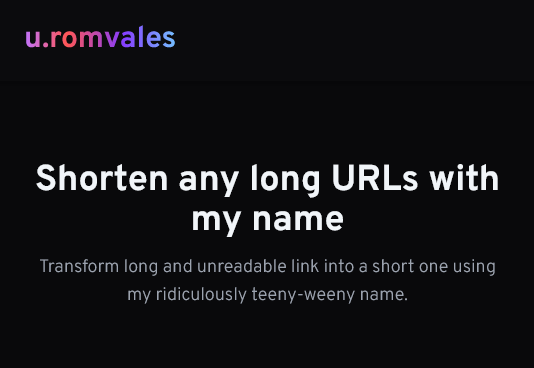 u.romvales
Shorten any long URLs with
my name
Transform long and unreadable link into a short one using
my ridiculously teeny-weeny name.